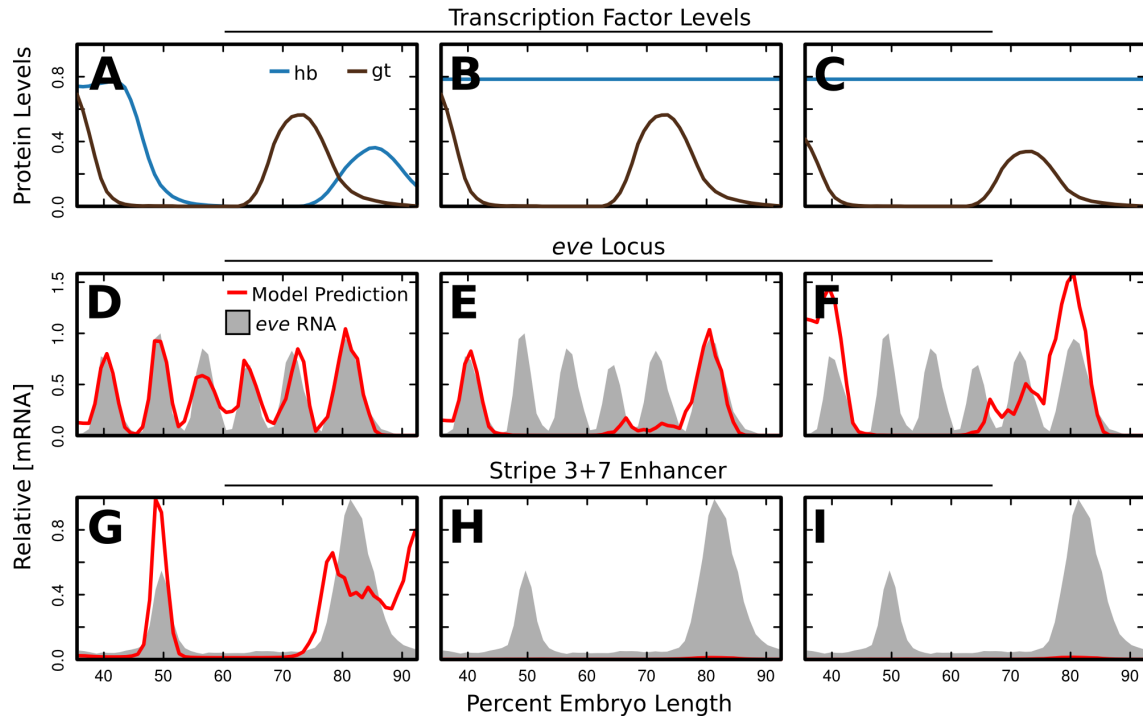 Transcription Factor Levels
A
hb
gt
B
C
Protein Levels
0.0 0.4 0.8
eve Locus
D
Model Prediction
eve RNA
E
F
0.0 0.5 1.0 1.5
Relative [mRNA]
Stripe 3+7 Enhancer
G
H
I
0.0 0.4 0.8
40 50 60 70 80 90
40 50 60 70 80 90
40 50 60 70 80 90
Percent Embryo Length